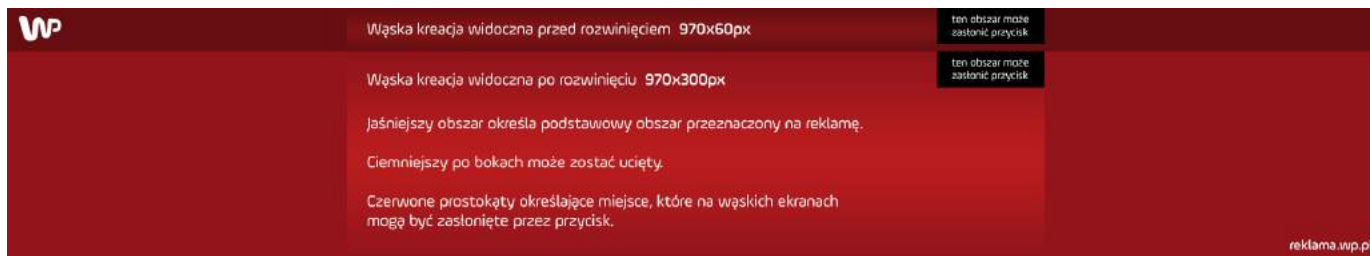 WP
Wąska kreacja widoczna przed rozwinięciem 970x60px
ten obszar może
zasłonić przycisk
Wąska kreacja widoczna po rozwinięciu 970x300px
ten obszar może
zasłonić przycisk
Jaśniejszy obszar określa podstawowy obszar przeznaczony na reklamę.
Ciemniejszy po bokach może zostać ucięty.
Czerwone prostokąty określające miejsce, które na wąskich ekranach
mogą być zasłonięte przez przycisk.
reklama.wp.pl